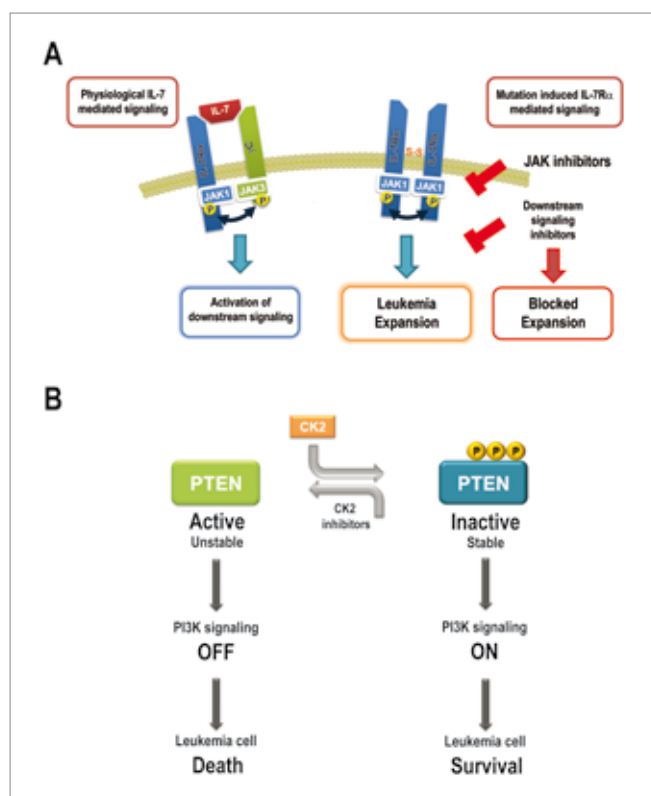 A
Physiological IL-7
mediated signaling
Mutation induced IL-7Rα
mediated signaling
IL-7
S-S
JAK inhibitors
JAK1
JAK3
JAK1
JAK1
P
P
P
P
Downstream
signaling
inhibitors
Activation of
downstream signaling
Leukemia
Expansion
Blocked
Expansion
B
CK2
P P P
PTEN
PTEN
CK2
inhibitors
Active
Unstable
Inactive
Stable
PI3K signaling
OFF
PI3K signaling
ON
Leukemia cell
Death
Leukemia cell
Survival